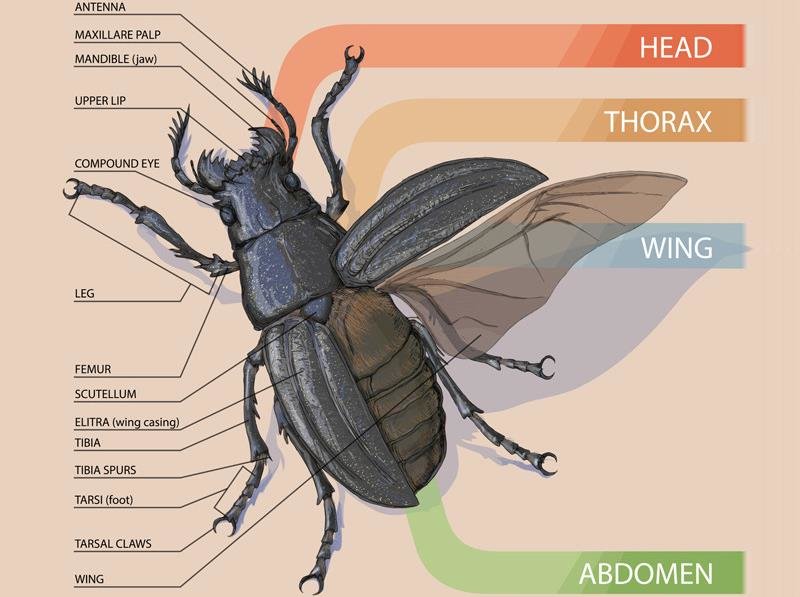 ANTENNA
MAXILLARE PALP
MANDIBLE (jaw)
UPPER LIP
COMPOUND EYE
LEG
FEMUR
SCUTELLUM
ELITRA (wing casing)
TIBIA
TIBIA SPURS
TARSI (foot)
TARSAL CLAWS
WING
HEAD
THORAX
WING
ABDOMEN